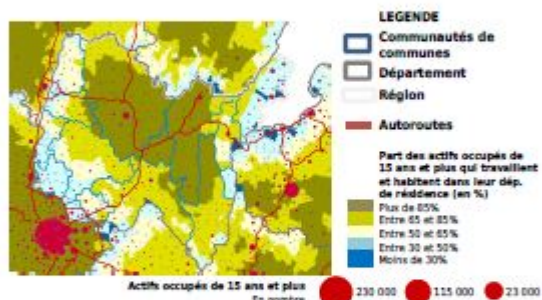 LEGENDE
Communautés de
communes
Département
Région
Autoroutes
Part des actifs occupés de
15 ans et plus qui travaillent
et habitent dans leur dép.
de résidence (en %)
Plus de 85%
Entre 65 et 85%
Entre 50 et 65%
Entre 30 et 50%
Moins de 30%
Actifs occupés de 15 ans et plus
En nombre
230 000
115 000
23 000